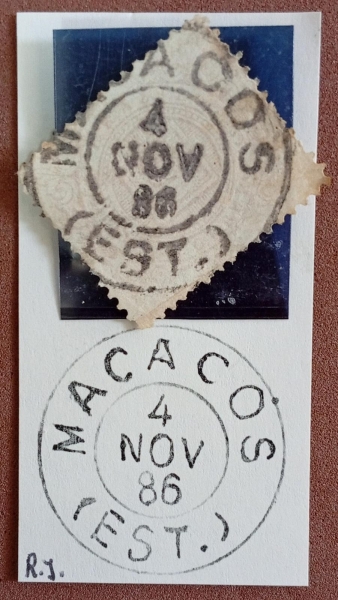 MACACOS
4
NOV
86
(EST.)
MACACOS
4
NOV
86
(EST.)
R.J.